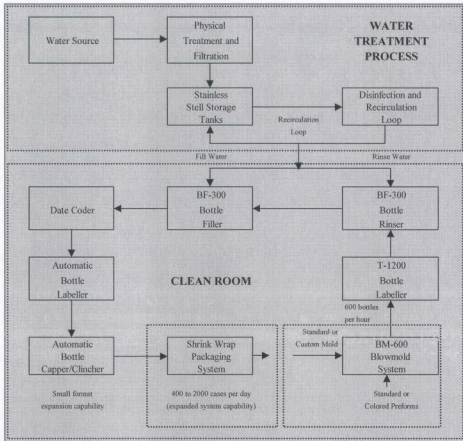 WATER
TREATMENT
PROCESS
Water Source
Physical
Treatment and
Filtration
Stainless
Stell Storage
Tanks
Recirculation
Loop
Disinfection and
Recirculation
Loop
Fill Water
Rinse Water
Date Coder
BF-300
Bottle
Filler
BF-300
Bottle
Rinser
Automatic
Bottle
Labeller
CLEAN ROOM
T-1200
Bottle
Labeller
600 bottles
per hour
Standard or
Custom Mold
Automatic
Bottle
Capper/Clincher
Shrink Wrap
Packaging
System
BM-600
Blowmold
System
Small format
expansion capability.
400 to 2000 cases per day
(expanded system capability)
Standard or
Colored Preforms